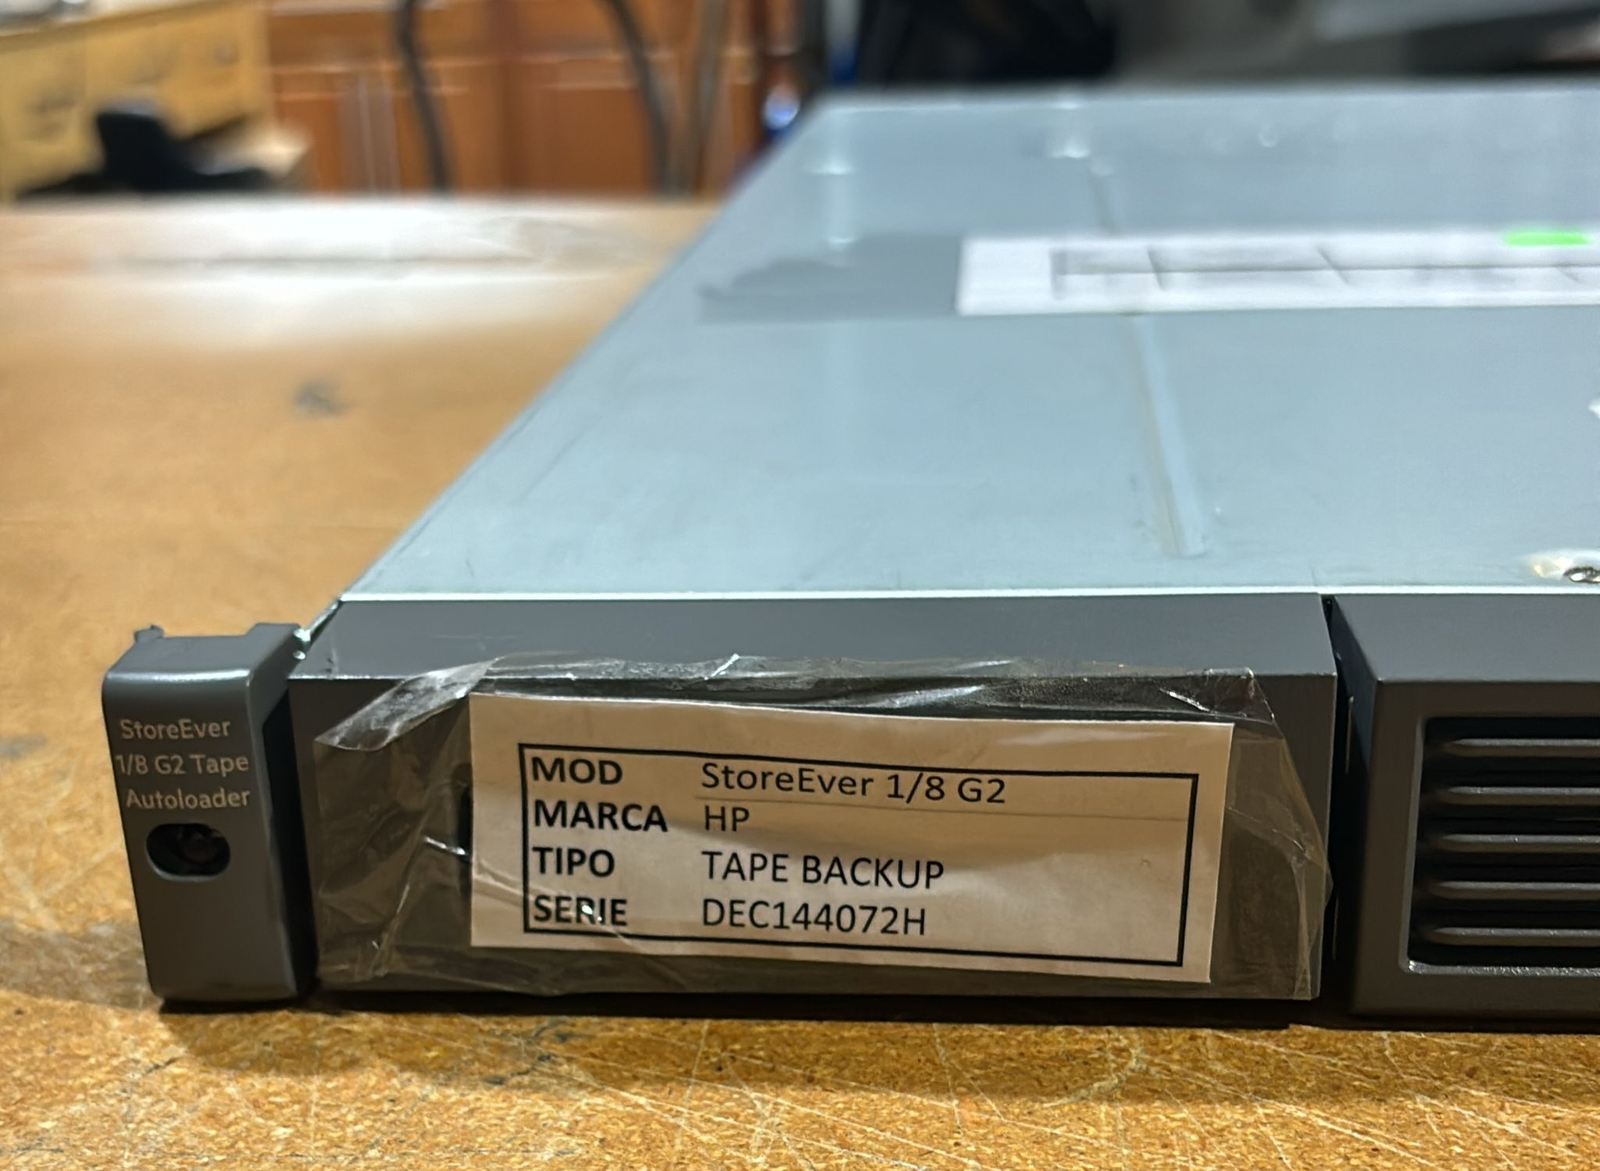 StoreEver
1/8 G2 Tape
Autoloader
MOD StoreEver 1/8 G2
MARCA HP
TIPO TAPE BACKUP
SERIE DEC144072H